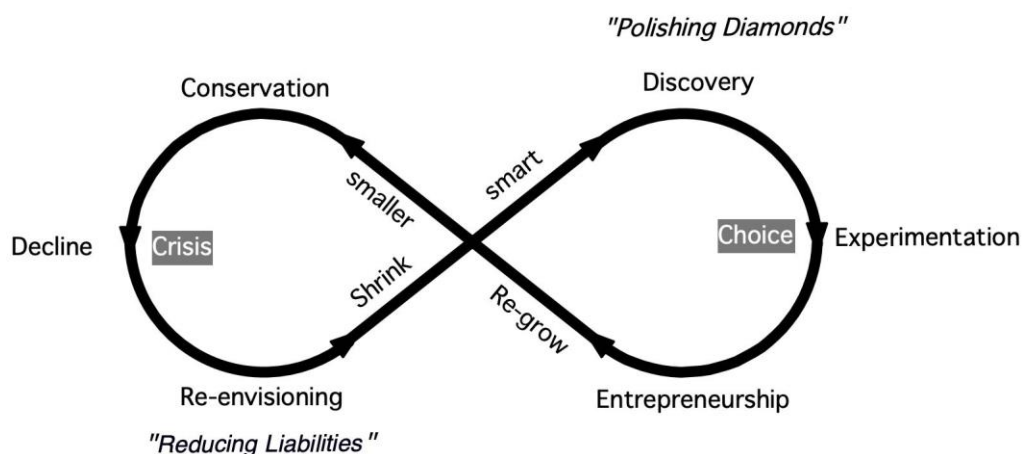 "Polishing Diamonds"
Conservation
Discovery
smaller
smart
Decline
Crisis
Choice
Experimentation
Shrink
Re-grow
Re-envisioning
Entrepreneurship
"Reducing Liabilities"